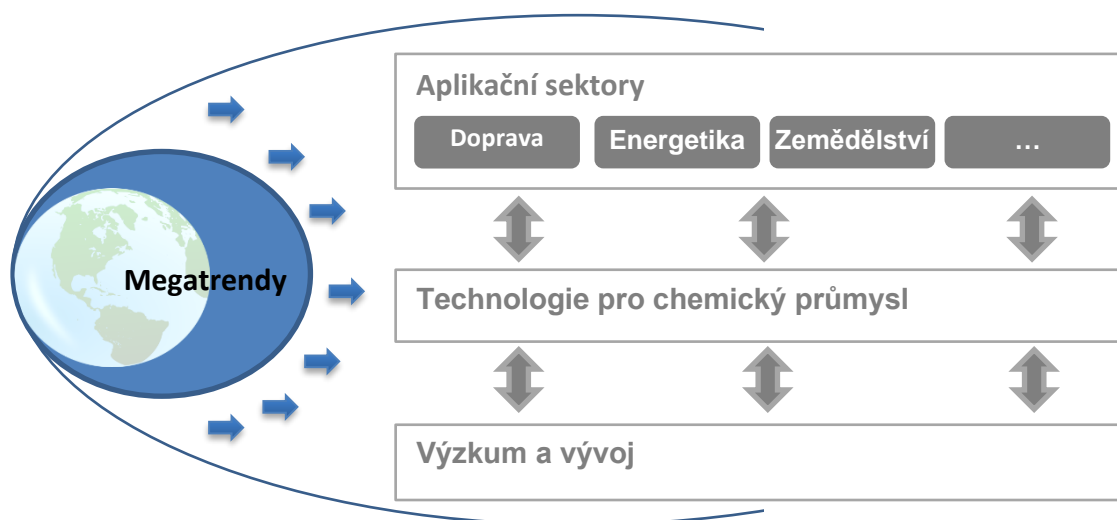 Aplikační sektory
Doprava
Energetika
Zemědělství
...
Megatrendy
Technologie pro chemický průmysl
Výzkum a vývoj